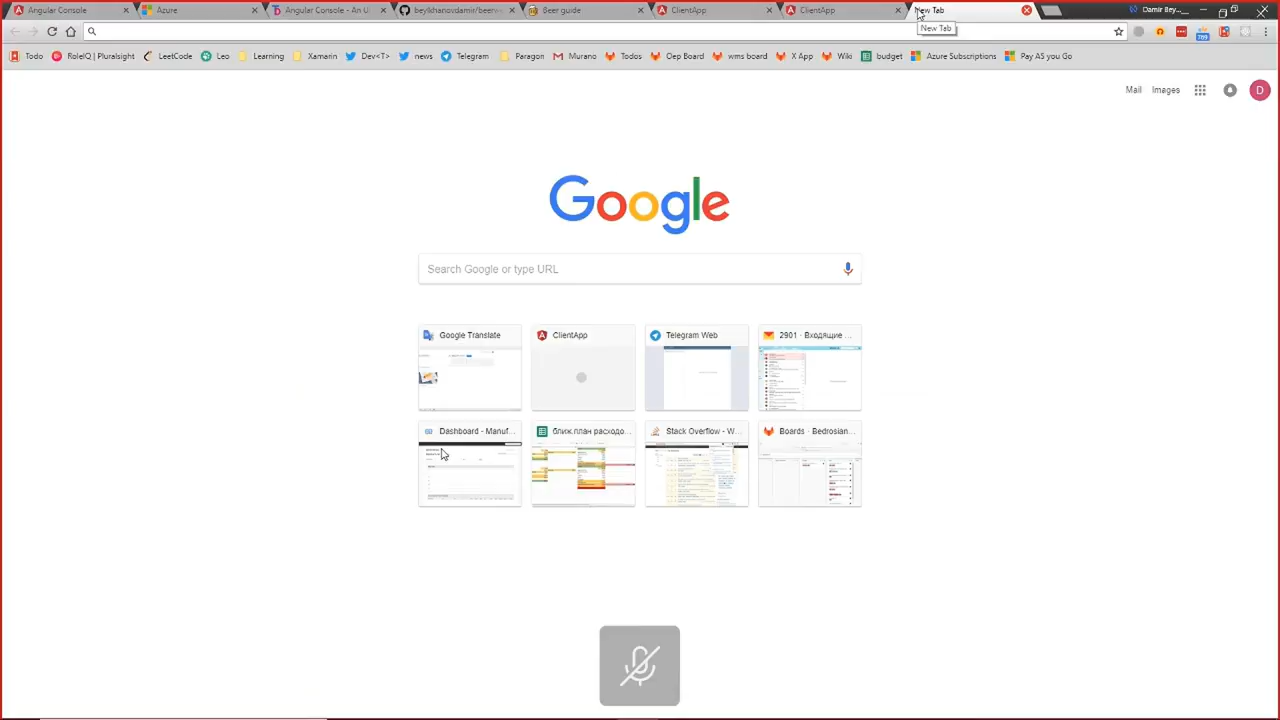 Angular Console
Azure
Angular Console - An U
beylkhanovdamir/beerw
Beer guide
ClientApp
ClientApp
New Tab
Damir Bey...
New Tab
Todo
RoleIQ | Pluralsight
LeetCode
Leo
Learning
Xamarin
Dev<T>
news
Telegram
Paragon
Murano
Todos
Oep Board
wms board
X App
Wiki
budget
Azure Subscriptions
Pay AS you Go
Mail
Images
D
Google
Search Google or type URL
Google Translate
ClientApp
Telegram Web
2901 · Входящие ...
Dashboard - Manuf...
ближ.план расходо...
Stack Overflow - W...
Boards · Bedrosian...